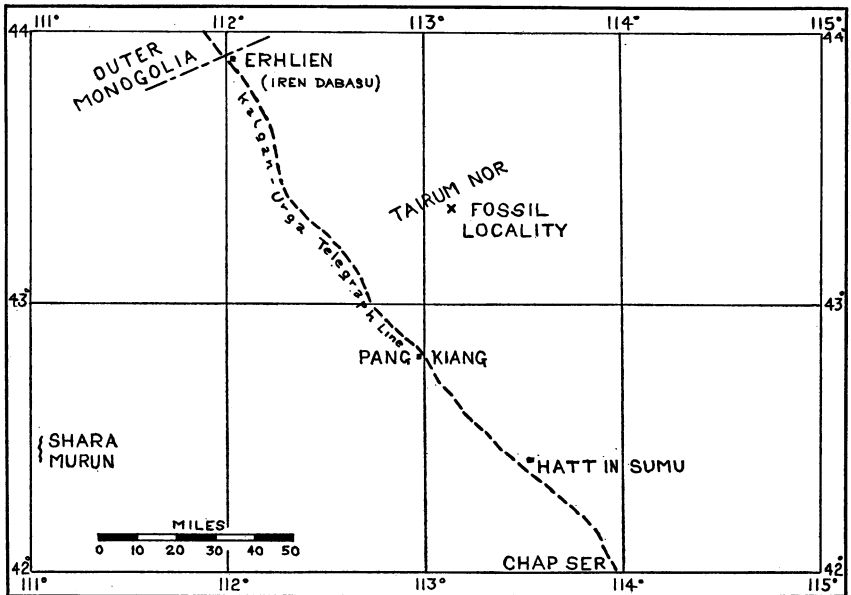 111° 112° 113° 114° 115°
44 44°
OUTER
MONOGOLIA
ERHLIEN
(IREN DABASU)
Kalgan - Urga Telegraph Line
TAIRUM NOR
x FOSSIL
LOCALITY
43° 43°
PANG KIANG
SHARA
MURUN
HATT IN SUMU
MILES
0 10 20 30 40 50
CHAP SER
42° 42°
111° 112° 113° 114° 115°